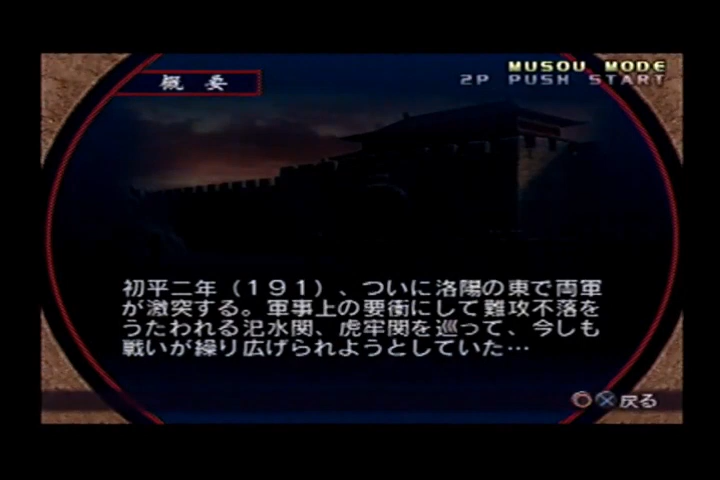 概要
MUSOU MODE
2P PUSH START
初平二年（１９１）、ついに洛陽の東で両軍
が激突する。軍事上の要衝にして難攻不落を
うたわれる汜水関、虎牢関を巡って、今しも
戦いが繰り広げられようとしていた…
○×戻る